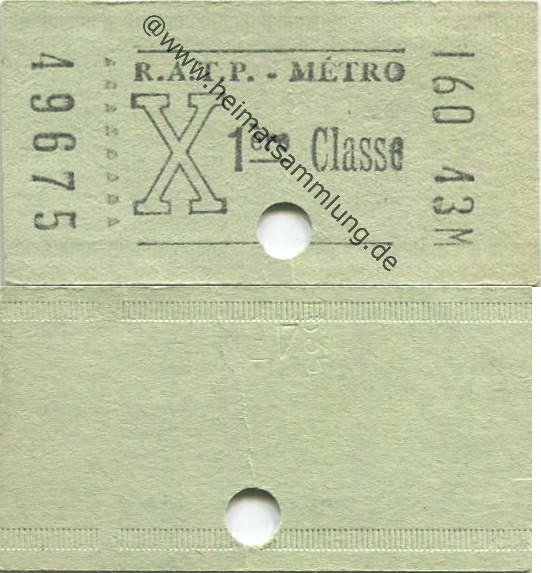 R.A.T.P. - MÉTRO
X
1ère Classe
49675
160 43M
@www.heimatsammlung.de